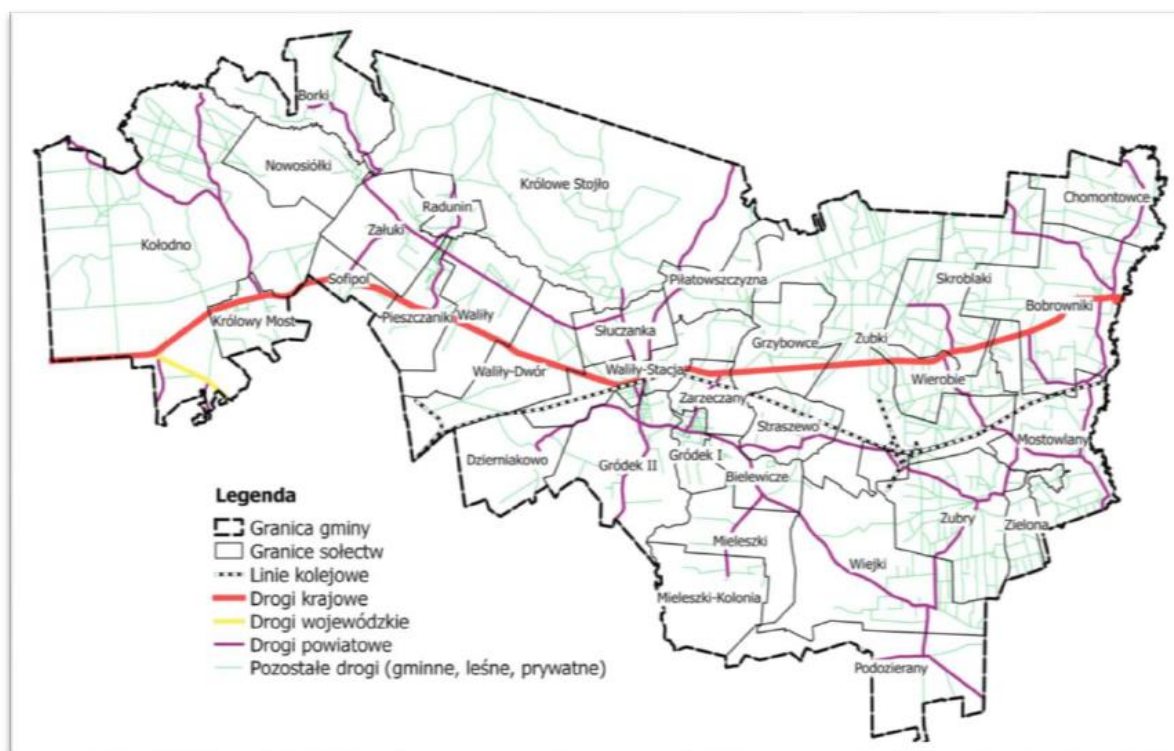 Borki
Nowosiółki
Królowe Stojło
Chomontowce
Radunin
Kołodno
Załuki
Skroblaki
Sofipol
Piłatowszczyzna
Bobrowniki
Królowy Most
Pieszczaniki
Waliły
Słuczanka
Grzybowce
Zubki
Waliły-Dwór
Waliły-Stacja
Wierobie
Zarzeczany
Straszewo
Mostowlany
Dzierniakowo
Gródek II
Gródek I
Bielewicze
Legenda
Granica gminy
Granice sołectw
Linie kolejowe
Drogi krajowe
Drogi wojewódzkie
Drogi powiatowe
Pozostałe drogi (gminne, leśne, prywatne)
Zubry
Zielona
Mieleszki
Wiejki
Mieleszki-Kolonia
Podozierany